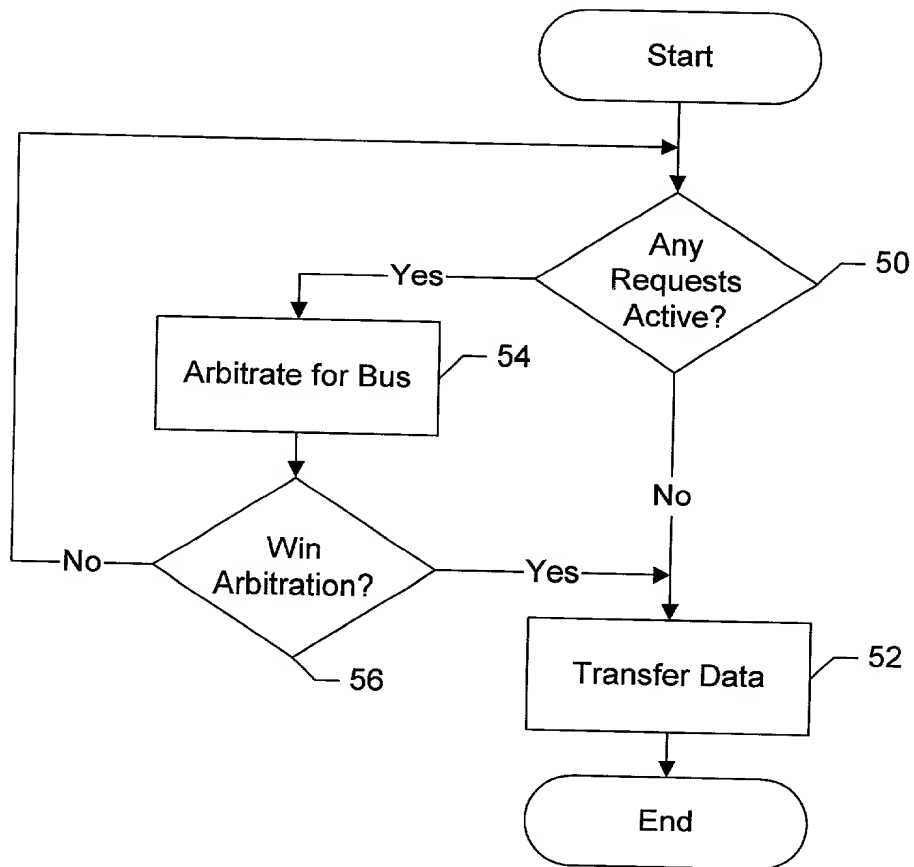 Start
Any
Requests
Active?
50
Yes
Arbitrate for Bus
54
No
Win
Arbitration?
No
Yes
56
Transfer Data
52
End